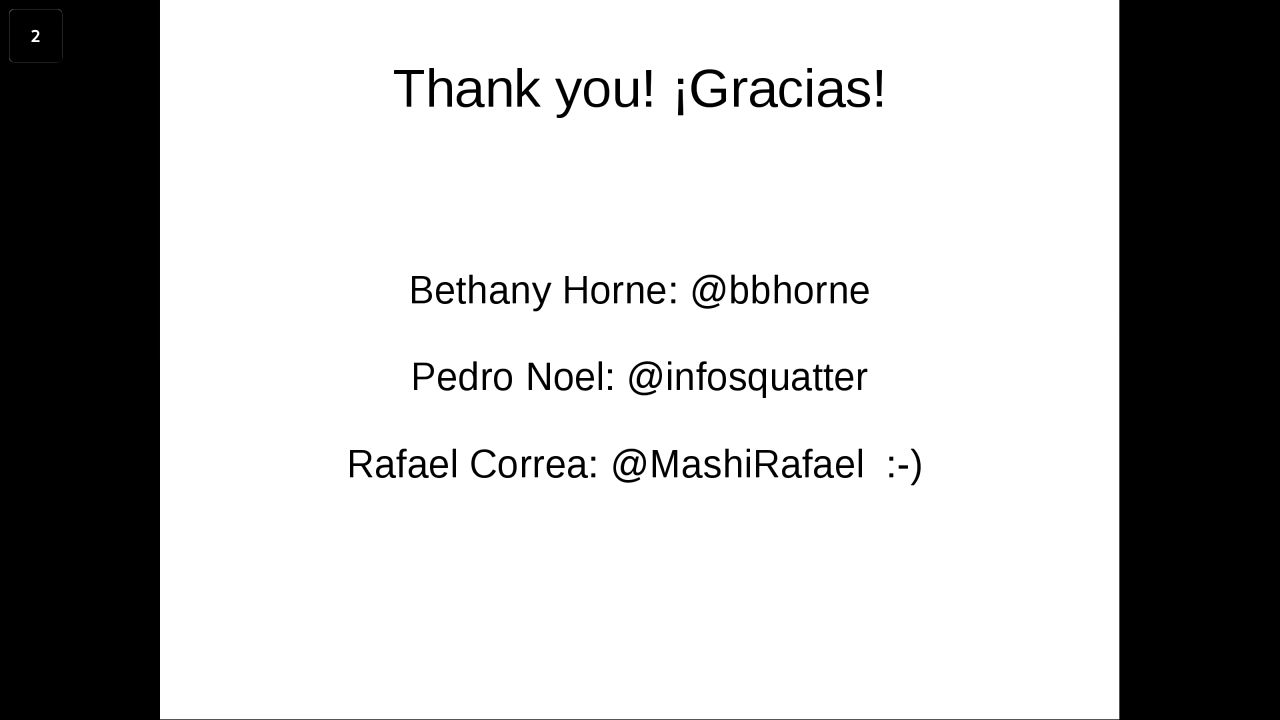 2
Thank you! ¡Gracias!
Bethany Horne: @bbhorne
Pedro Noel: @infosquatter
Rafael Correa: @MashiRafael  :-)